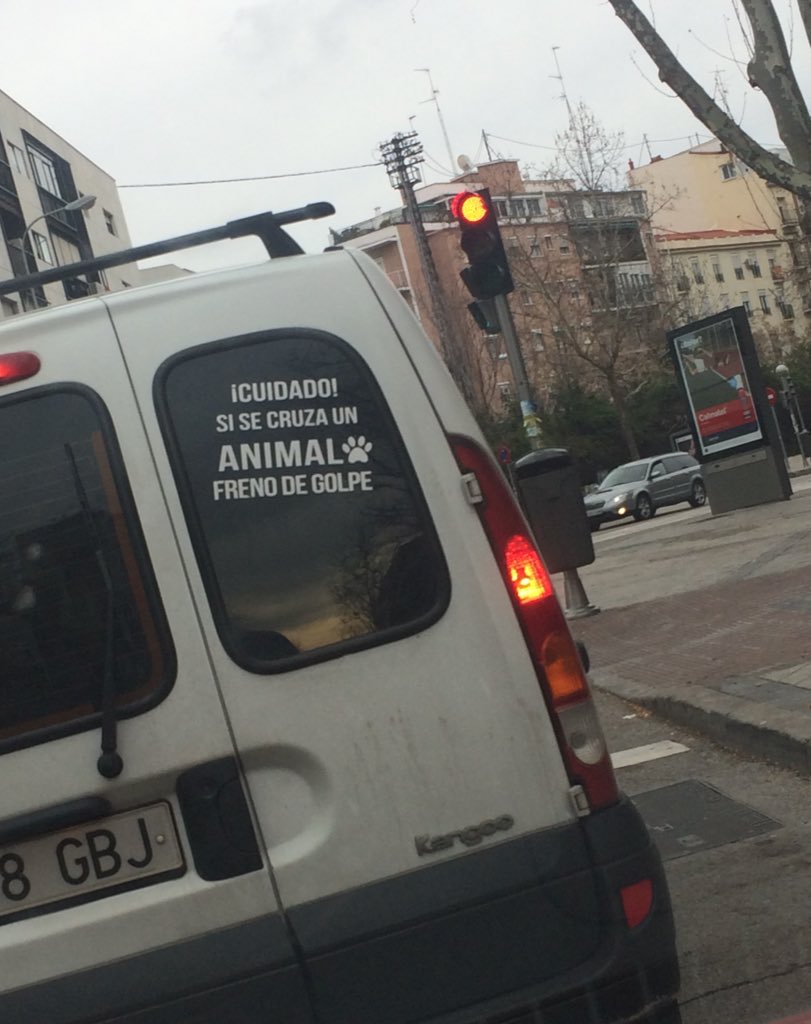 ¡CUIDADO!
SI SE CRUZA UN
ANIMAL
FRENO DE GOLPE
Kangoo
8 GBJ